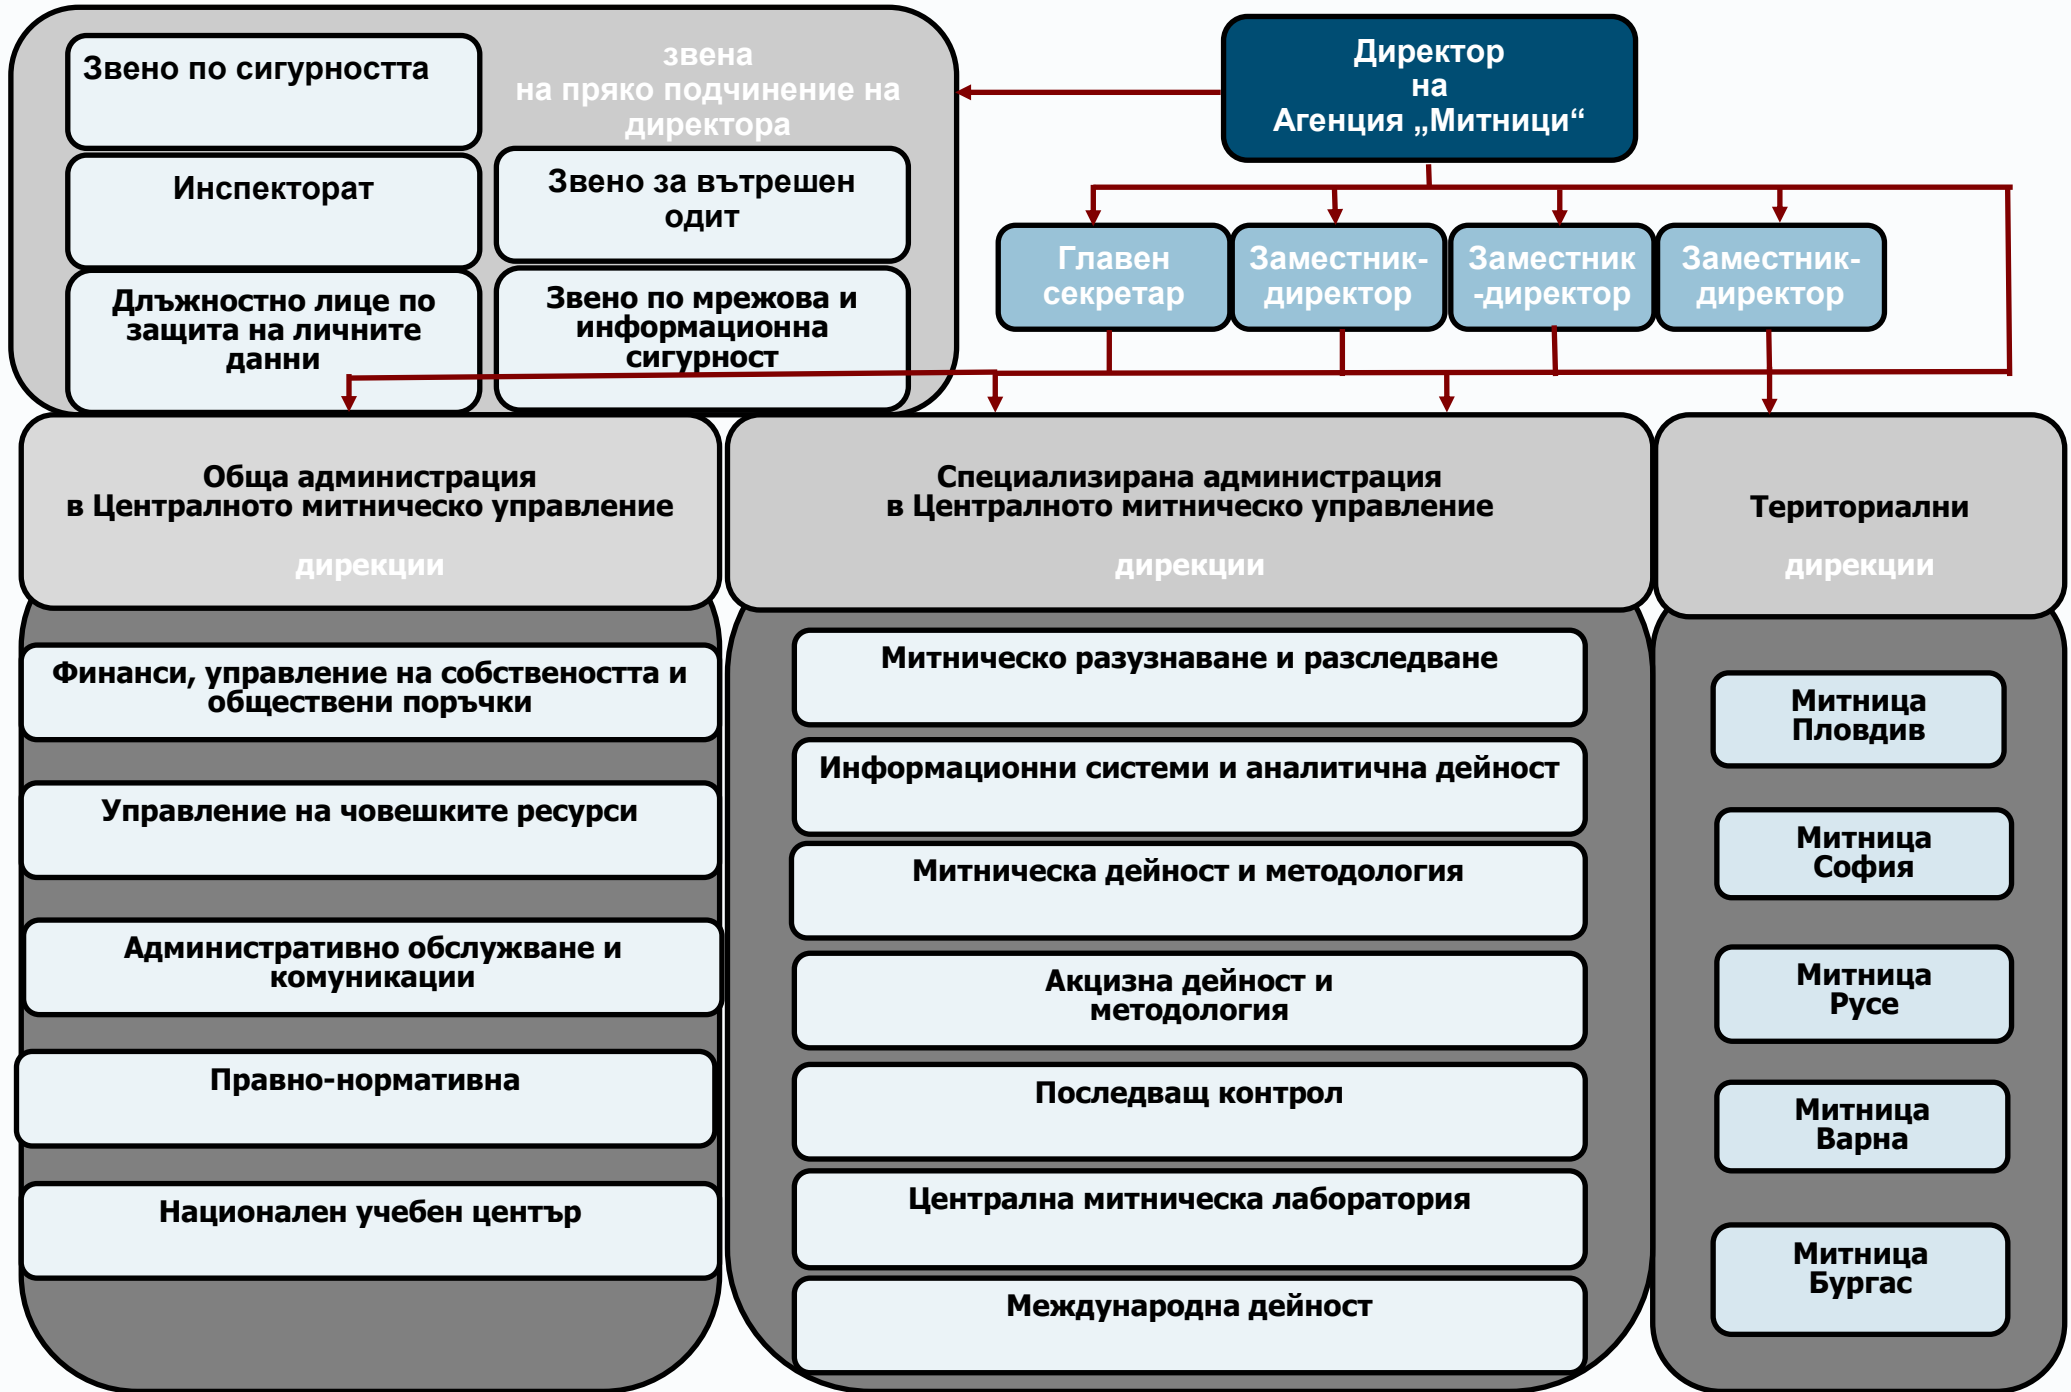 Звено по сигурността
звена
на пряко подчинение на
директора
Инспекторат
Звено за вътрешен
одит
Длъжностно лице по
защита на личните
данни
Звено по мрежова и
информационна
сигурност
Директор
на
Агенция „Митници“
Главен
секретар
Заместник-
директор
Заместник
-директор
Заместник-
директор
Обща администрация
в Централното митническо управление
дирекции
Финанси, управление на собствеността и
обществени поръчки
Управление на човешките ресурси
Административно обслужване и
комуникации
Правно-нормативна
Национален учебен център
Специализирана администрация
в Централното митническо управление
дирекции
Митническо разузнаване и разследване
Информационни системи и аналитична дейност
Митническа дейност и методология
Акцизна дейност и
методология
Последващ контрол
Централна митническа лаборатория
Международна дейност
Териториални
дирекции
Митница
Пловдив
Митница
София
Митница
Русе
Митница
Варна
Митница
Бургас